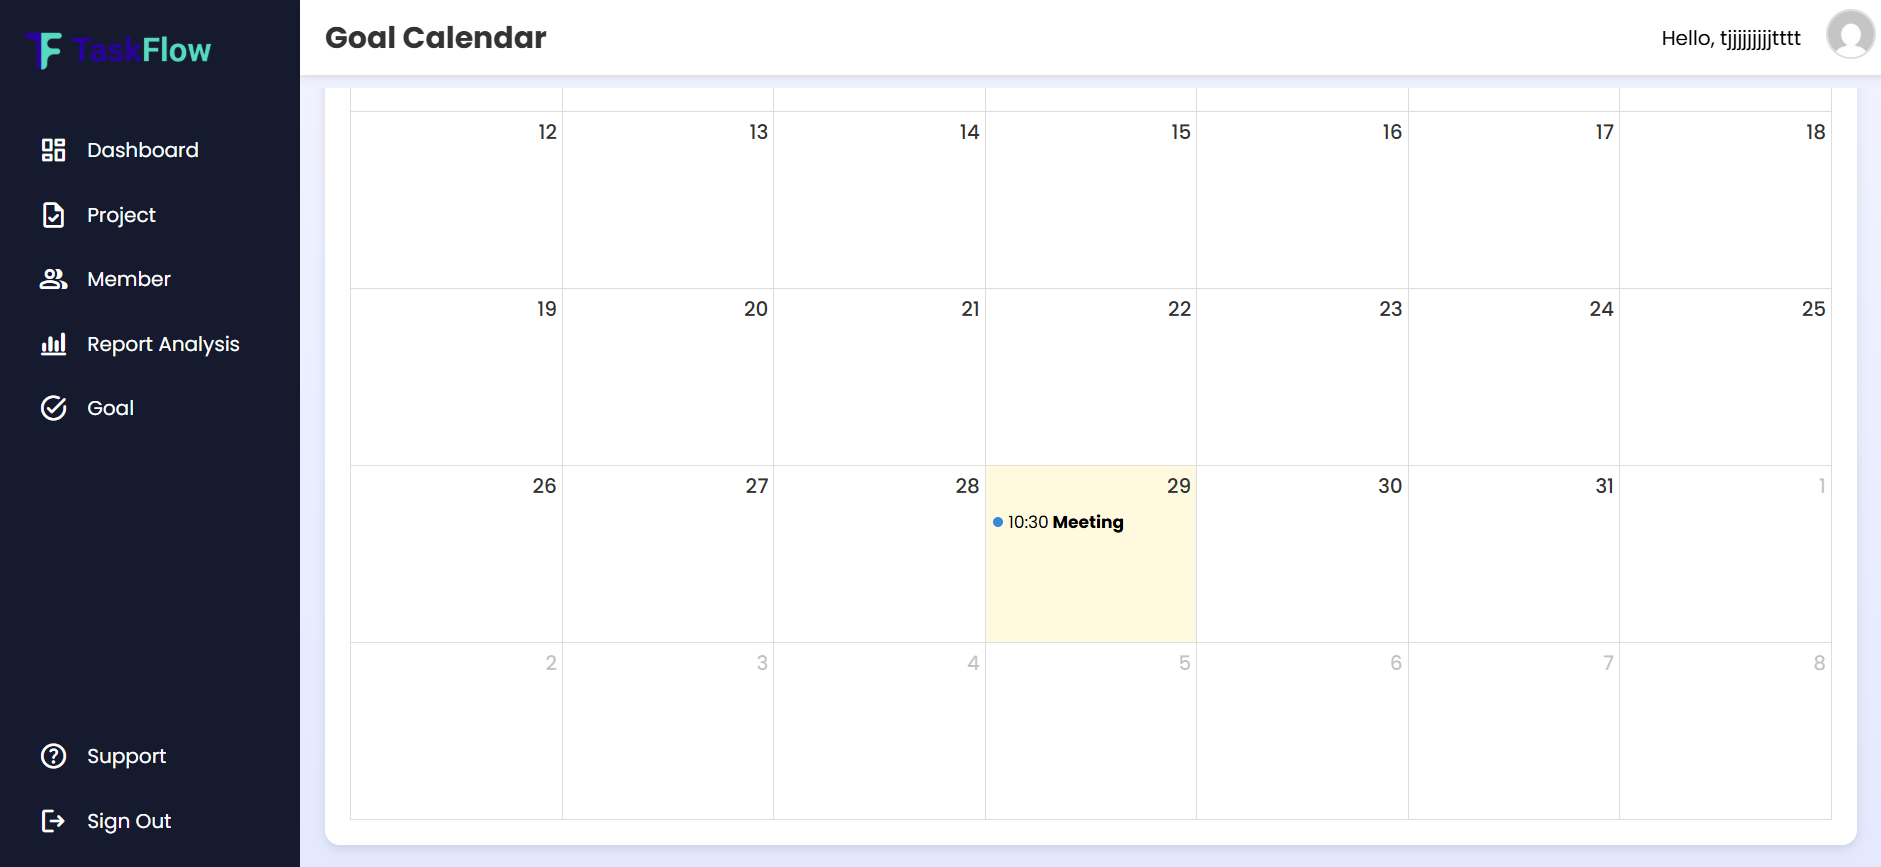 TaskFlow
Dashboard
Project
Member
Report Analysis
Goal
Support
Sign Out
Goal Calendar
Hello, tjjjjjjjjjtttt
12 13 14 15 16 17 18
19 20 21 22 23 24 25
26 27 28 29 30 31 1
10:30 Meeting
2 3 4 5 6 7 8